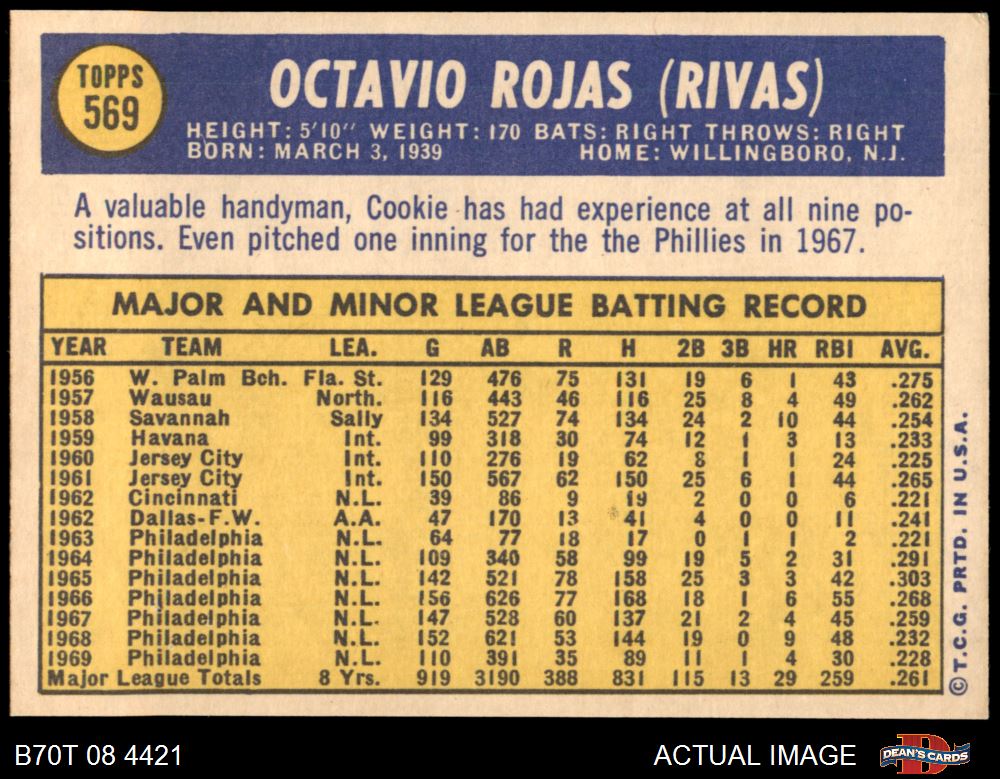 TOPPS
569
OCTAVIO ROJAS (RIVAS)
HEIGHT: 5'10" WEIGHT: 170 BATS: RIGHT THROWS: RIGHT
BORN: MARCH 3, 1939 HOME: WILLINGBORO, N.J.
A valuable handyman, Cookie has had experience at all nine po-
sitions. Even pitched one inning for the the Phillies in 1967.
MAJOR AND MINOR LEAGUE BATTING RECORD
YEAR TEAM LEA. G AB R H 2B 3B HR RBI AVG.
1956 W. Palm Bch. Fla. St. 129 476 75 131 19 6 1 43 .275
1957 Wausau North. 116 443 46 116 25 8 4 49 .262
1958 Savannah Sally 134 527 74 134 24 2 10 44 .254
1959 Havana Int. 99 318 30 74 12 1 3 13 .233
1960 Jersey City Int. 110 276 19 62 8 1 1 24 .225
1961 Jersey City Int. 150 567 62 150 25 6 1 44 .265
1962 Cincinnati N.L. 39 86 9 19 2 0 0 6 .221
1962 Dallas-F.W. A.A. 47 170 13 41 4 0 0 11 .241
1963 Philadelphia N.L. 64 77 18 17 0 1 1 2 .221
1964 Philadelphia N.L. 109 340 58 99 19 5 2 31 .291
1965 Philadelphia N.L. 142 521 78 158 25 3 3 42 .303
1966 Philadelphia N.L. 156 626 77 168 18 1 6 55 .268
1967 Philadelphia N.L. 147 528 60 137 21 2 4 45 .259
1968 Philadelphia N.L. 152 621 53 144 19 0 9 48 .232
1969 Philadelphia N.L. 110 391 35 89 11 1 4 30 .228
Major League Totals 8 Yrs. 919 3190 388 831 115 13 29 259 .261
© T.C.G. PRTD. IN U.S.A.
B70T 08 4421
ACTUAL IMAGE
D
DEAN'S CARDS